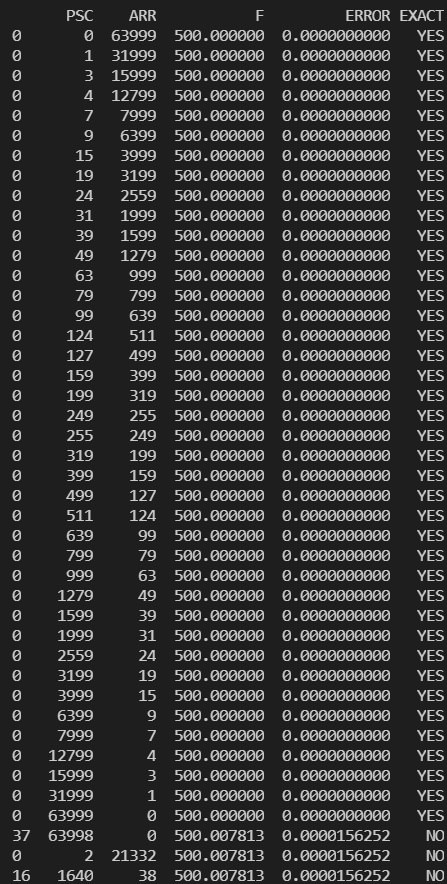 PSC ARR F ERROR EXACT
0 0 63999 500.000000 0.0000000000 YES
0 1 31999 500.000000 0.0000000000 YES
0 3 15999 500.000000 0.0000000000 YES
0 4 12799 500.000000 0.0000000000 YES
0 7 7999 500.000000 0.0000000000 YES
0 9 6399 500.000000 0.0000000000 YES
0 15 3999 500.000000 0.0000000000 YES
0 19 3199 500.000000 0.0000000000 YES
0 24 2559 500.000000 0.0000000000 YES
0 31 1999 500.000000 0.0000000000 YES
0 39 1599 500.000000 0.0000000000 YES
0 49 1279 500.000000 0.0000000000 YES
0 63 999 500.000000 0.0000000000 YES
0 79 799 500.000000 0.0000000000 YES
0 99 639 500.000000 0.0000000000 YES
0 124 511 500.000000 0.0000000000 YES
0 127 499 500.000000 0.0000000000 YES
0 159 399 500.000000 0.0000000000 YES
0 199 319 500.000000 0.0000000000 YES
0 249 255 500.000000 0.0000000000 YES
0 255 249 500.000000 0.0000000000 YES
0 319 199 500.000000 0.0000000000 YES
0 399 159 500.000000 0.0000000000 YES
0 499 127 500.000000 0.0000000000 YES
0 511 124 500.000000 0.0000000000 YES
0 639 99 500.000000 0.0000000000 YES
0 799 79 500.000000 0.0000000000 YES
0 999 63 500.000000 0.0000000000 YES
0 1279 49 500.000000 0.0000000000 YES
0 1599 39 500.000000 0.0000000000 YES
0 1999 31 500.000000 0.0000000000 YES
0 2559 24 500.000000 0.0000000000 YES
0 3199 19 500.000000 0.0000000000 YES
0 3999 15 500.000000 0.0000000000 YES
0 6399 9 500.000000 0.0000000000 YES
0 7999 7 500.000000 0.0000000000 YES
0 12799 4 500.000000 0.0000000000 YES
0 15999 3 500.000000 0.0000000000 YES
0 31999 1 500.000000 0.0000000000 YES
0 63999 0 500.000000 0.0000000000 YES
37 63998 0 500.007813 0.0000156252 NO
0 2 21332 500.007813 0.0000156252 NO
16 1640 38 500.007813 0.0000156252 NO